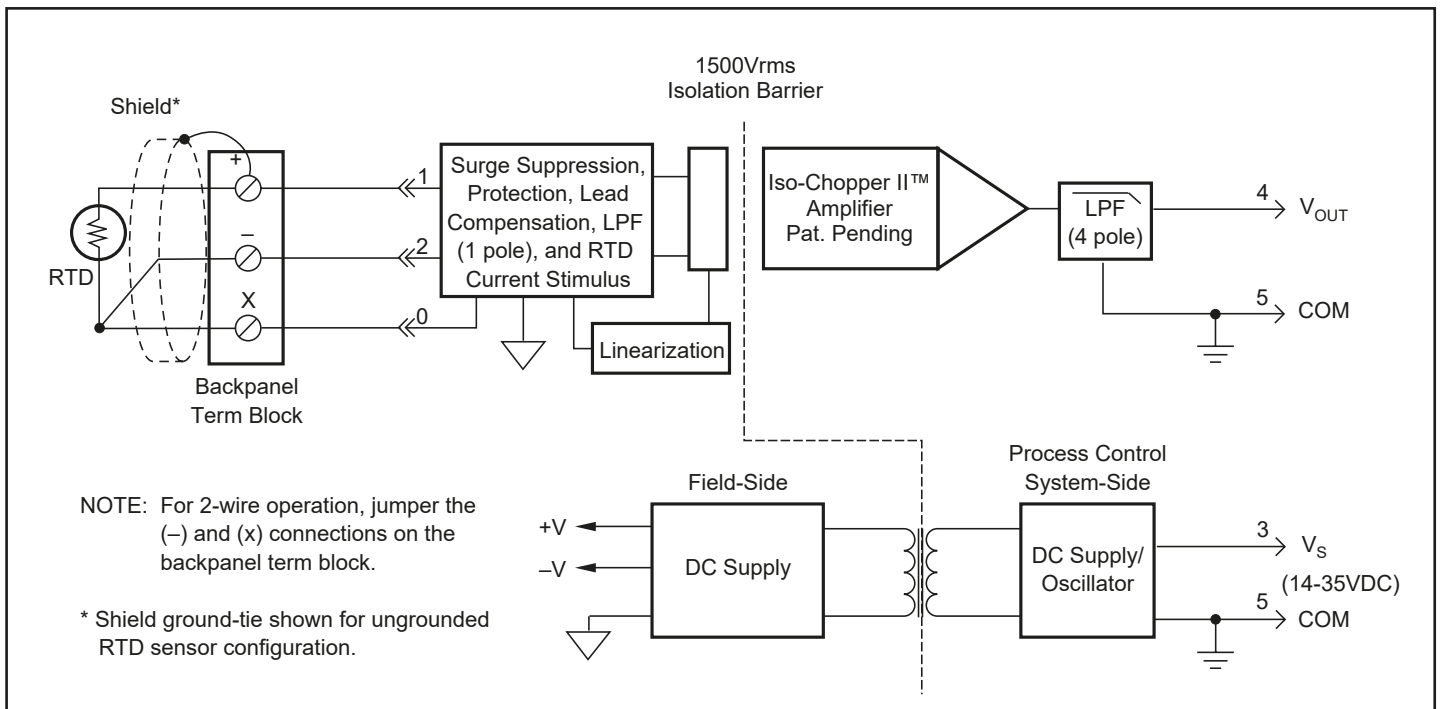 1500Vrms
Isolation Barrier
Shield*
+
–
X
RTD
Backpanel
Term Block
1
2
0
Surge Suppression,
Protection, Lead
Compensation, LPF
(1 pole), and RTD
Current Stimulus
Linearization
Iso-Chopper II™
Amplifier
Pat. Pending
LPF
(4 pole)
4
VOUT
5
COM
NOTE: For 2-wire operation, jumper the
(–) and (x) connections on the
backpanel term block.
* Shield ground-tie shown for ungrounded
RTD sensor configuration.
Field-Side
+V
–V
DC Supply
Process Control
System-Side
DC Supply/
Oscillator
3
VS
(14-35VDC)
5
COM